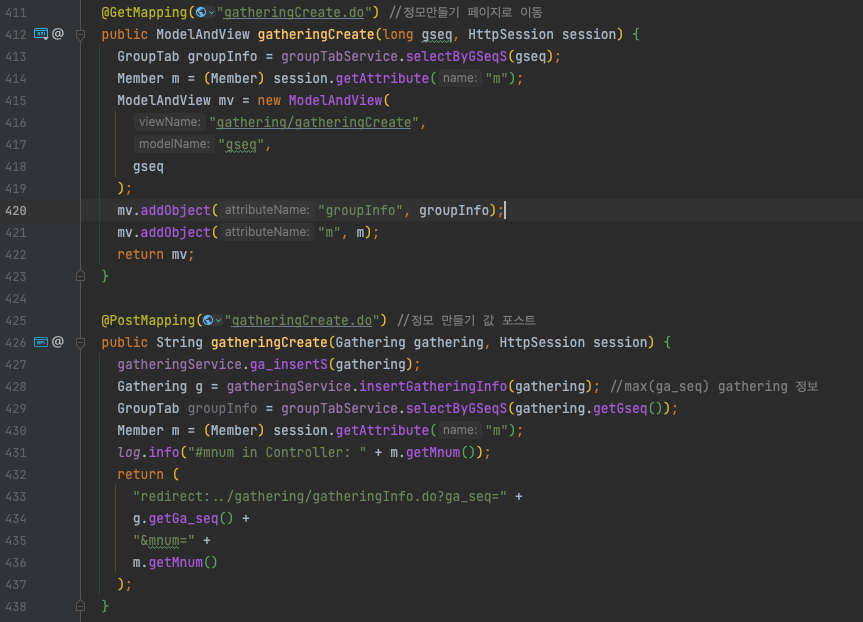 411 @GetMapping("gatheringCreate.do") //정모만들기 페이지로 이동
412 @ public ModelAndView gatheringCreate(long gseq, HttpSession session) {
413 GroupTab groupInfo = groupTabService.selectByGSeqS(gseq);
414 Member m = (Member) session.getAttribute( name: "m");
415 ModelAndView mv = new ModelAndView(
416 viewName: "gathering/gatheringCreate",
417 modelName: "gseq",
418 gseq
419 );
420 mv.addObject( attributeName: "groupInfo", groupInfo);
421 mv.addObject( attributeName: "m", m);
422 return mv;
423 }
424
425 @PostMapping("gatheringCreate.do") //정모 만들기 값 포스트
426 @ public String gatheringCreate(Gathering gathering, HttpSession session) {
427 gatheringService.ga_insertS(gathering);
428 Gathering g = gatheringService.insertGatheringInfo(gathering); //max(ga_seq) gathering 정보
429 GroupTab groupInfo = groupTabService.selectByGSeqS(gathering.getGseq());
430 Member m = (Member) session.getAttribute( name: "m");
431 log.info("#mnum in Controller: " + m.getMnum());
432 return (
433 "redirect:../gathering/gatheringInfo.do?ga_seq=" +
434 g.getGa_seq() +
435 "&mnum=" +
436 m.getMnum()
437 );
438 }